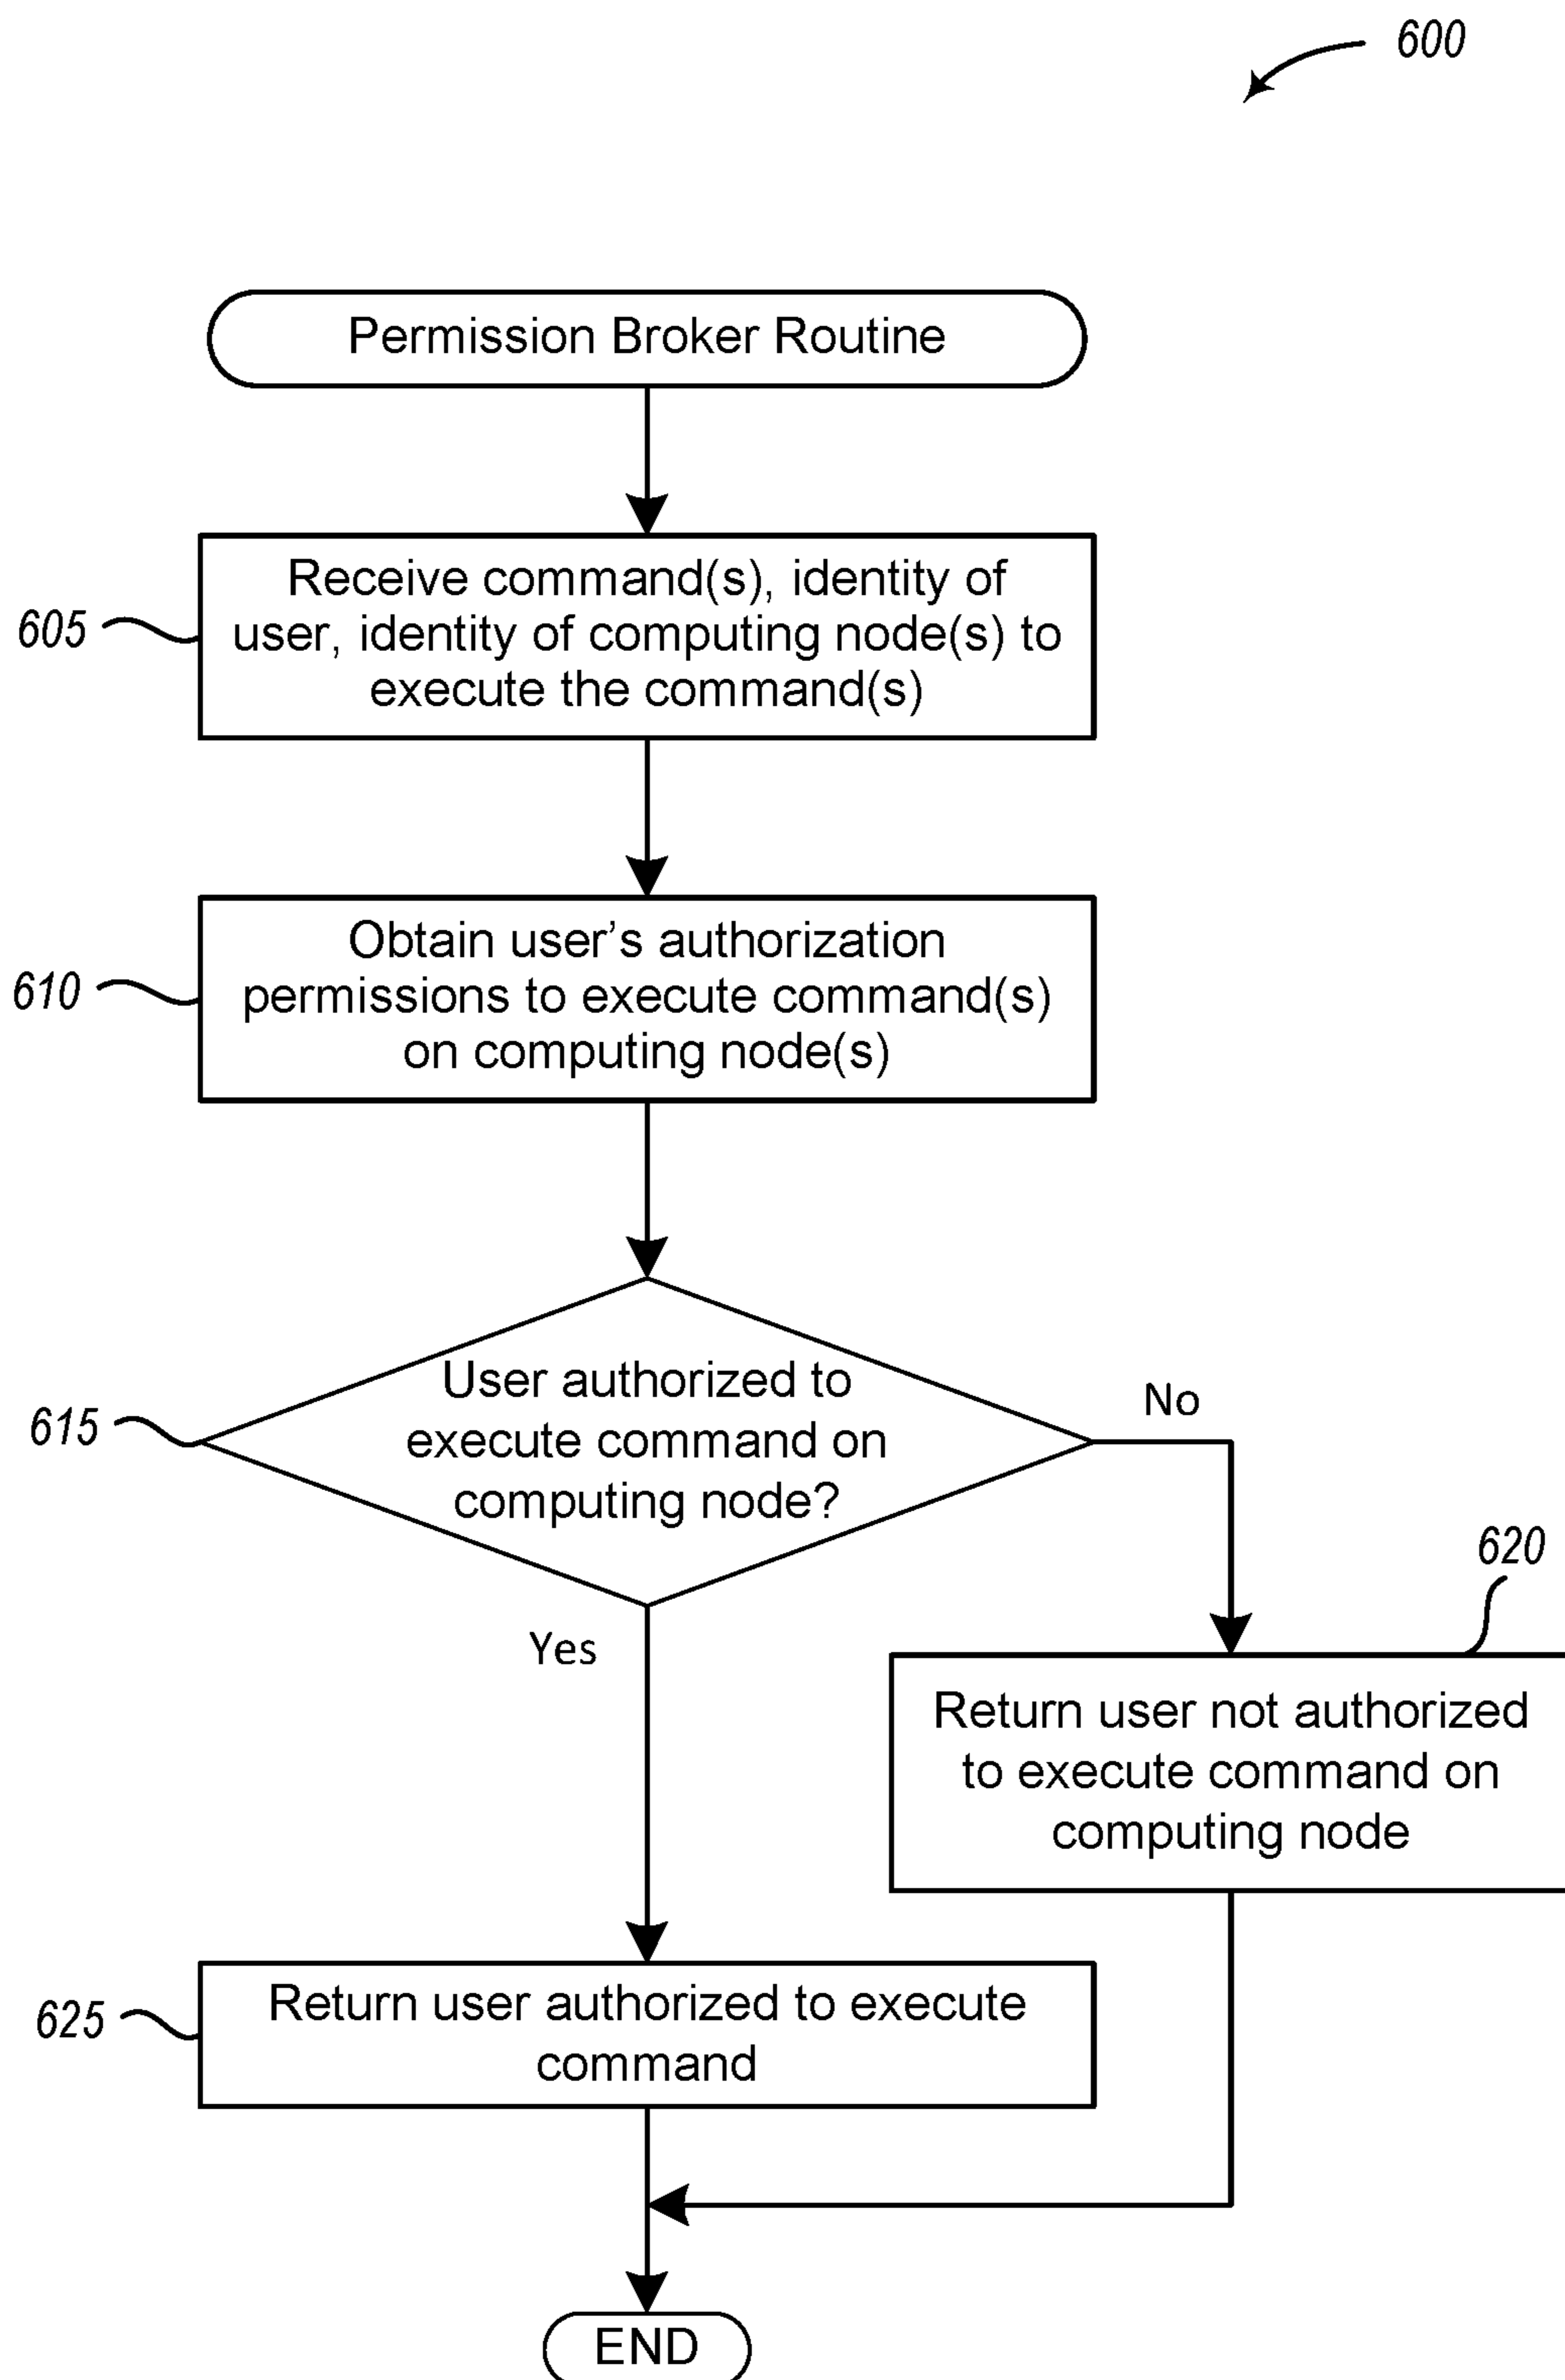 600
Permission Broker Routine
605
Receive command(s), identity of
user, identity of computing node(s) to
execute the command(s)
610
Obtain user’s authorization
permissions to execute command(s)
on computing node(s)
615
User authorized to
execute command on
computing node?
No
Yes
620
Return user not authorized
to execute command on
computing node
625
Return user authorized to execute
command
END